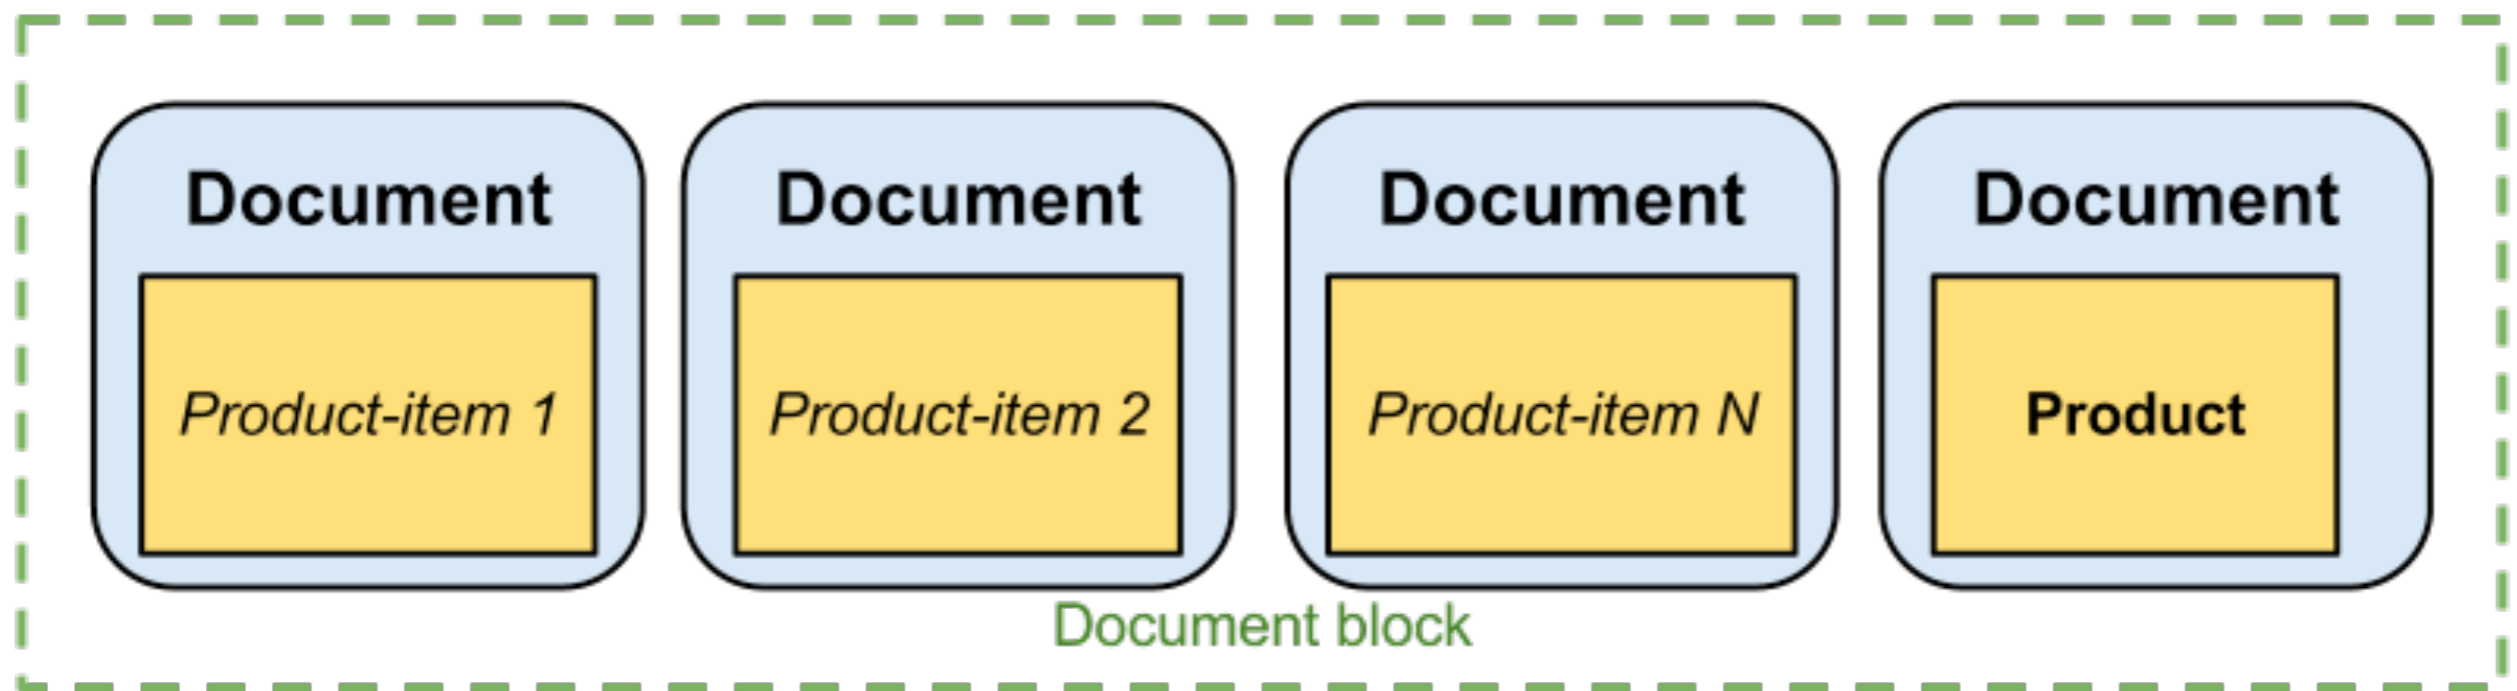 Document
Document
Document
Document
Product-item 1
Product-item 2
Product-item N
Product
Document block